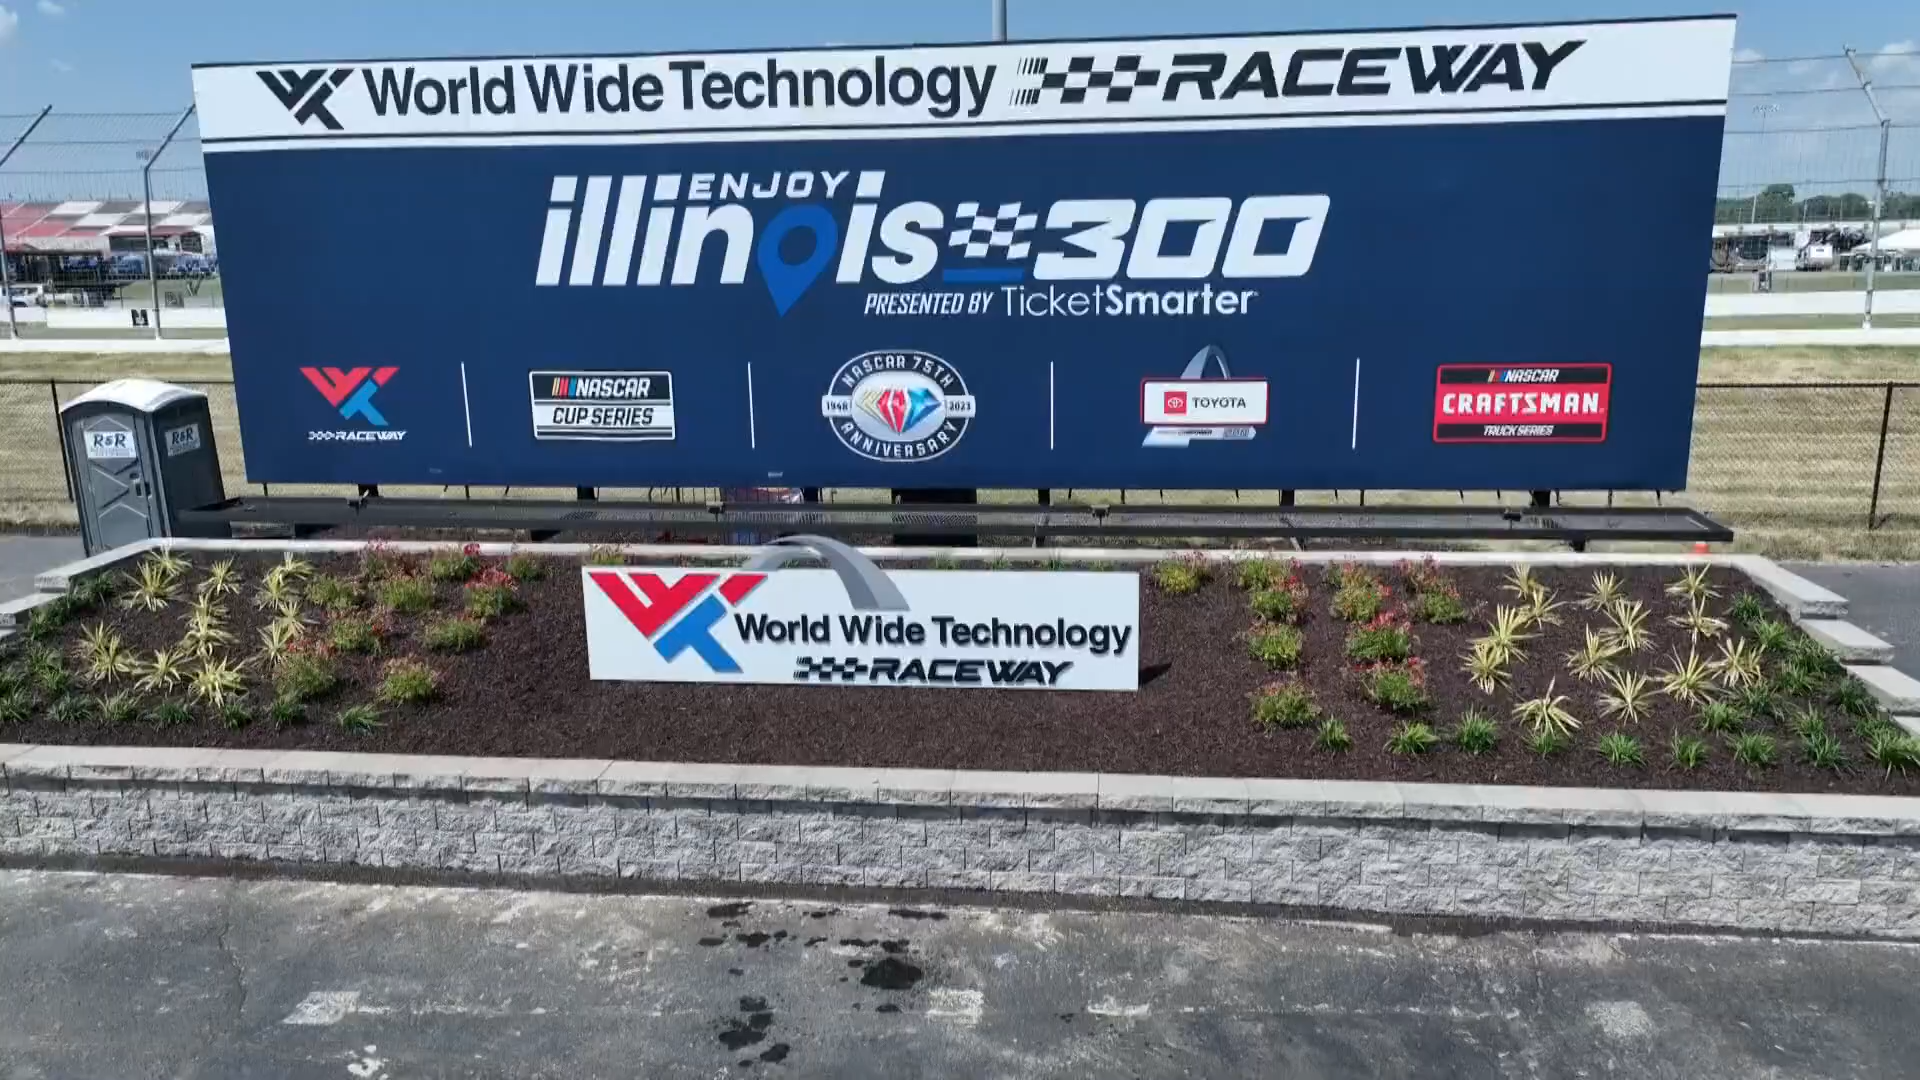 World Wide Technology RACEWAY
ENJOY
illinois 300
PRESENTED BY TicketSmarter
RACEWAY
NASCAR
CUP SERIES
NASCAR 75TH
1948 2023
ANNIVERSARY
TOYOTA
200
NASCAR
CRAFTSMAN
TRUCK SERIES
R&R
R&R
World Wide Technology
RACEWAY